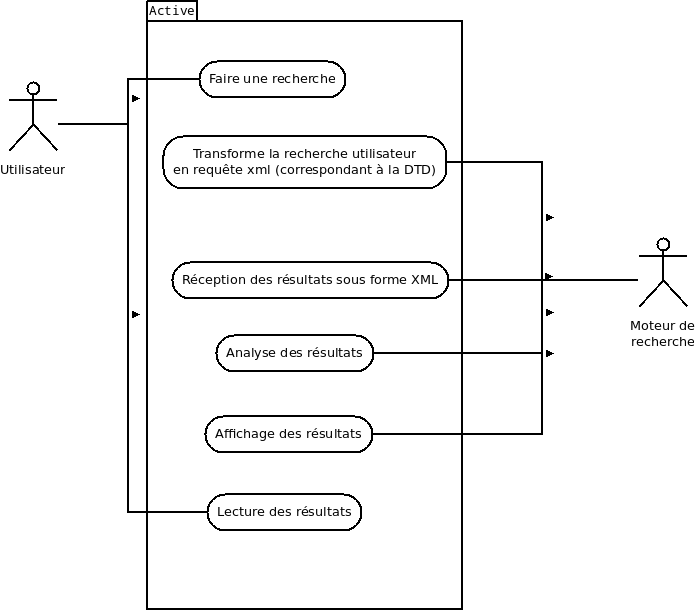 Active
Faire une recherche
Utilisateur
Transforme la recherche utilisateur
en requête xml (correspondant à la DTD)
Réception des résultats sous forme XML
Moteur de
recherche
Analyse des résultats
Affichage des résultats
Lecture des résultats